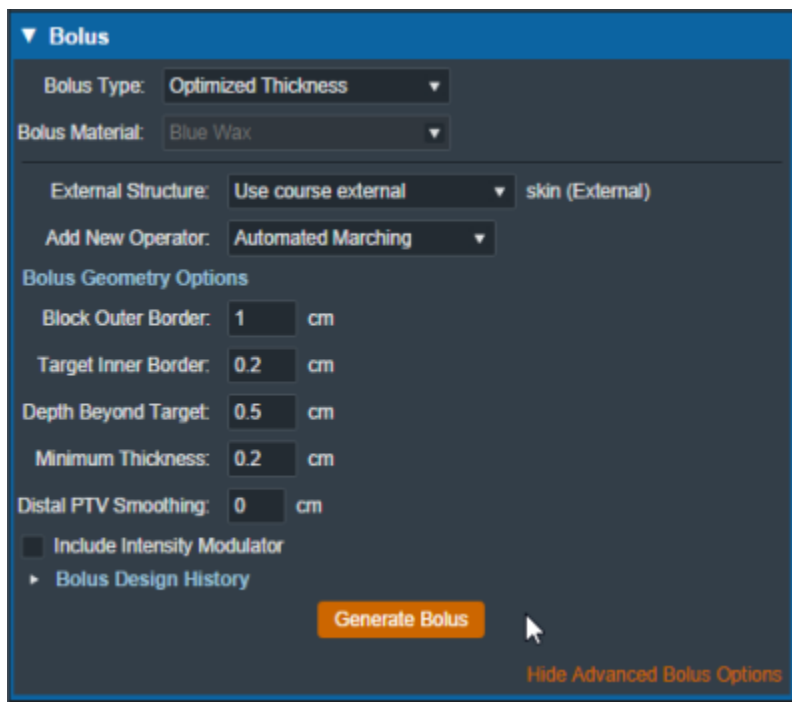 Bolus
Bolus Type: Optimized Thickness
Bolus Material: Blue Wax
External Structure: Use course external skin (External)
Add New Operator: Automated Marching
Bolus Geometry Options
Block Outer Border: 1 cm
Target Inner Border: 0.2 cm
Depth Beyond Target: 0.5 cm
Minimum Thickness: 0.2 cm
Distal PTV Smoothing: 0 cm
Include Intensity Modulator
Bolus Design History
Generate Bolus
Hide Advanced Bolus Options